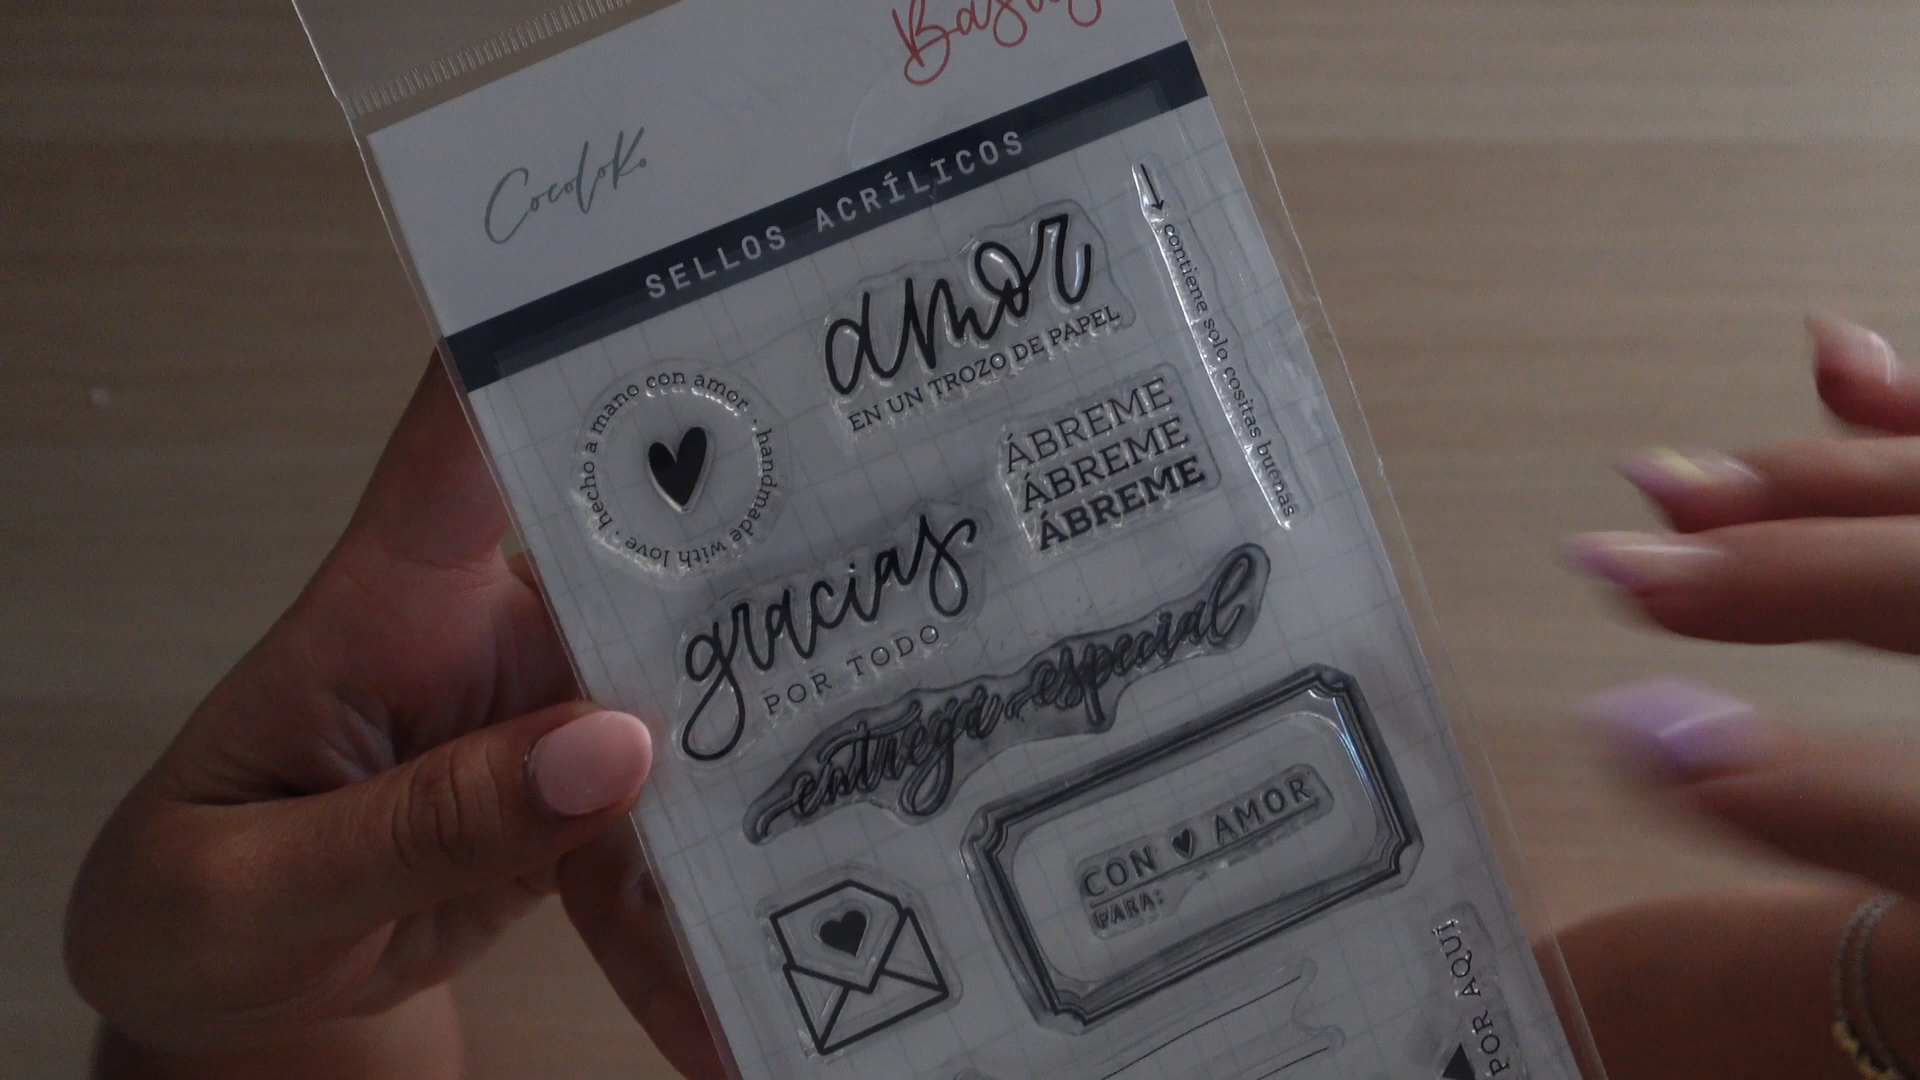 CocoloKo
SELLOS ACRÍLICOS
amor
EN UN TROZO DE PAPEL
contiene solo cositas buenas
hecho a mano con amor · handmade with love ·
ÁBREME
ÁBREME
ÁBREME
gracias
POR TODO
entrega especial
CON AMOR
PARA:
POR AQUÍ